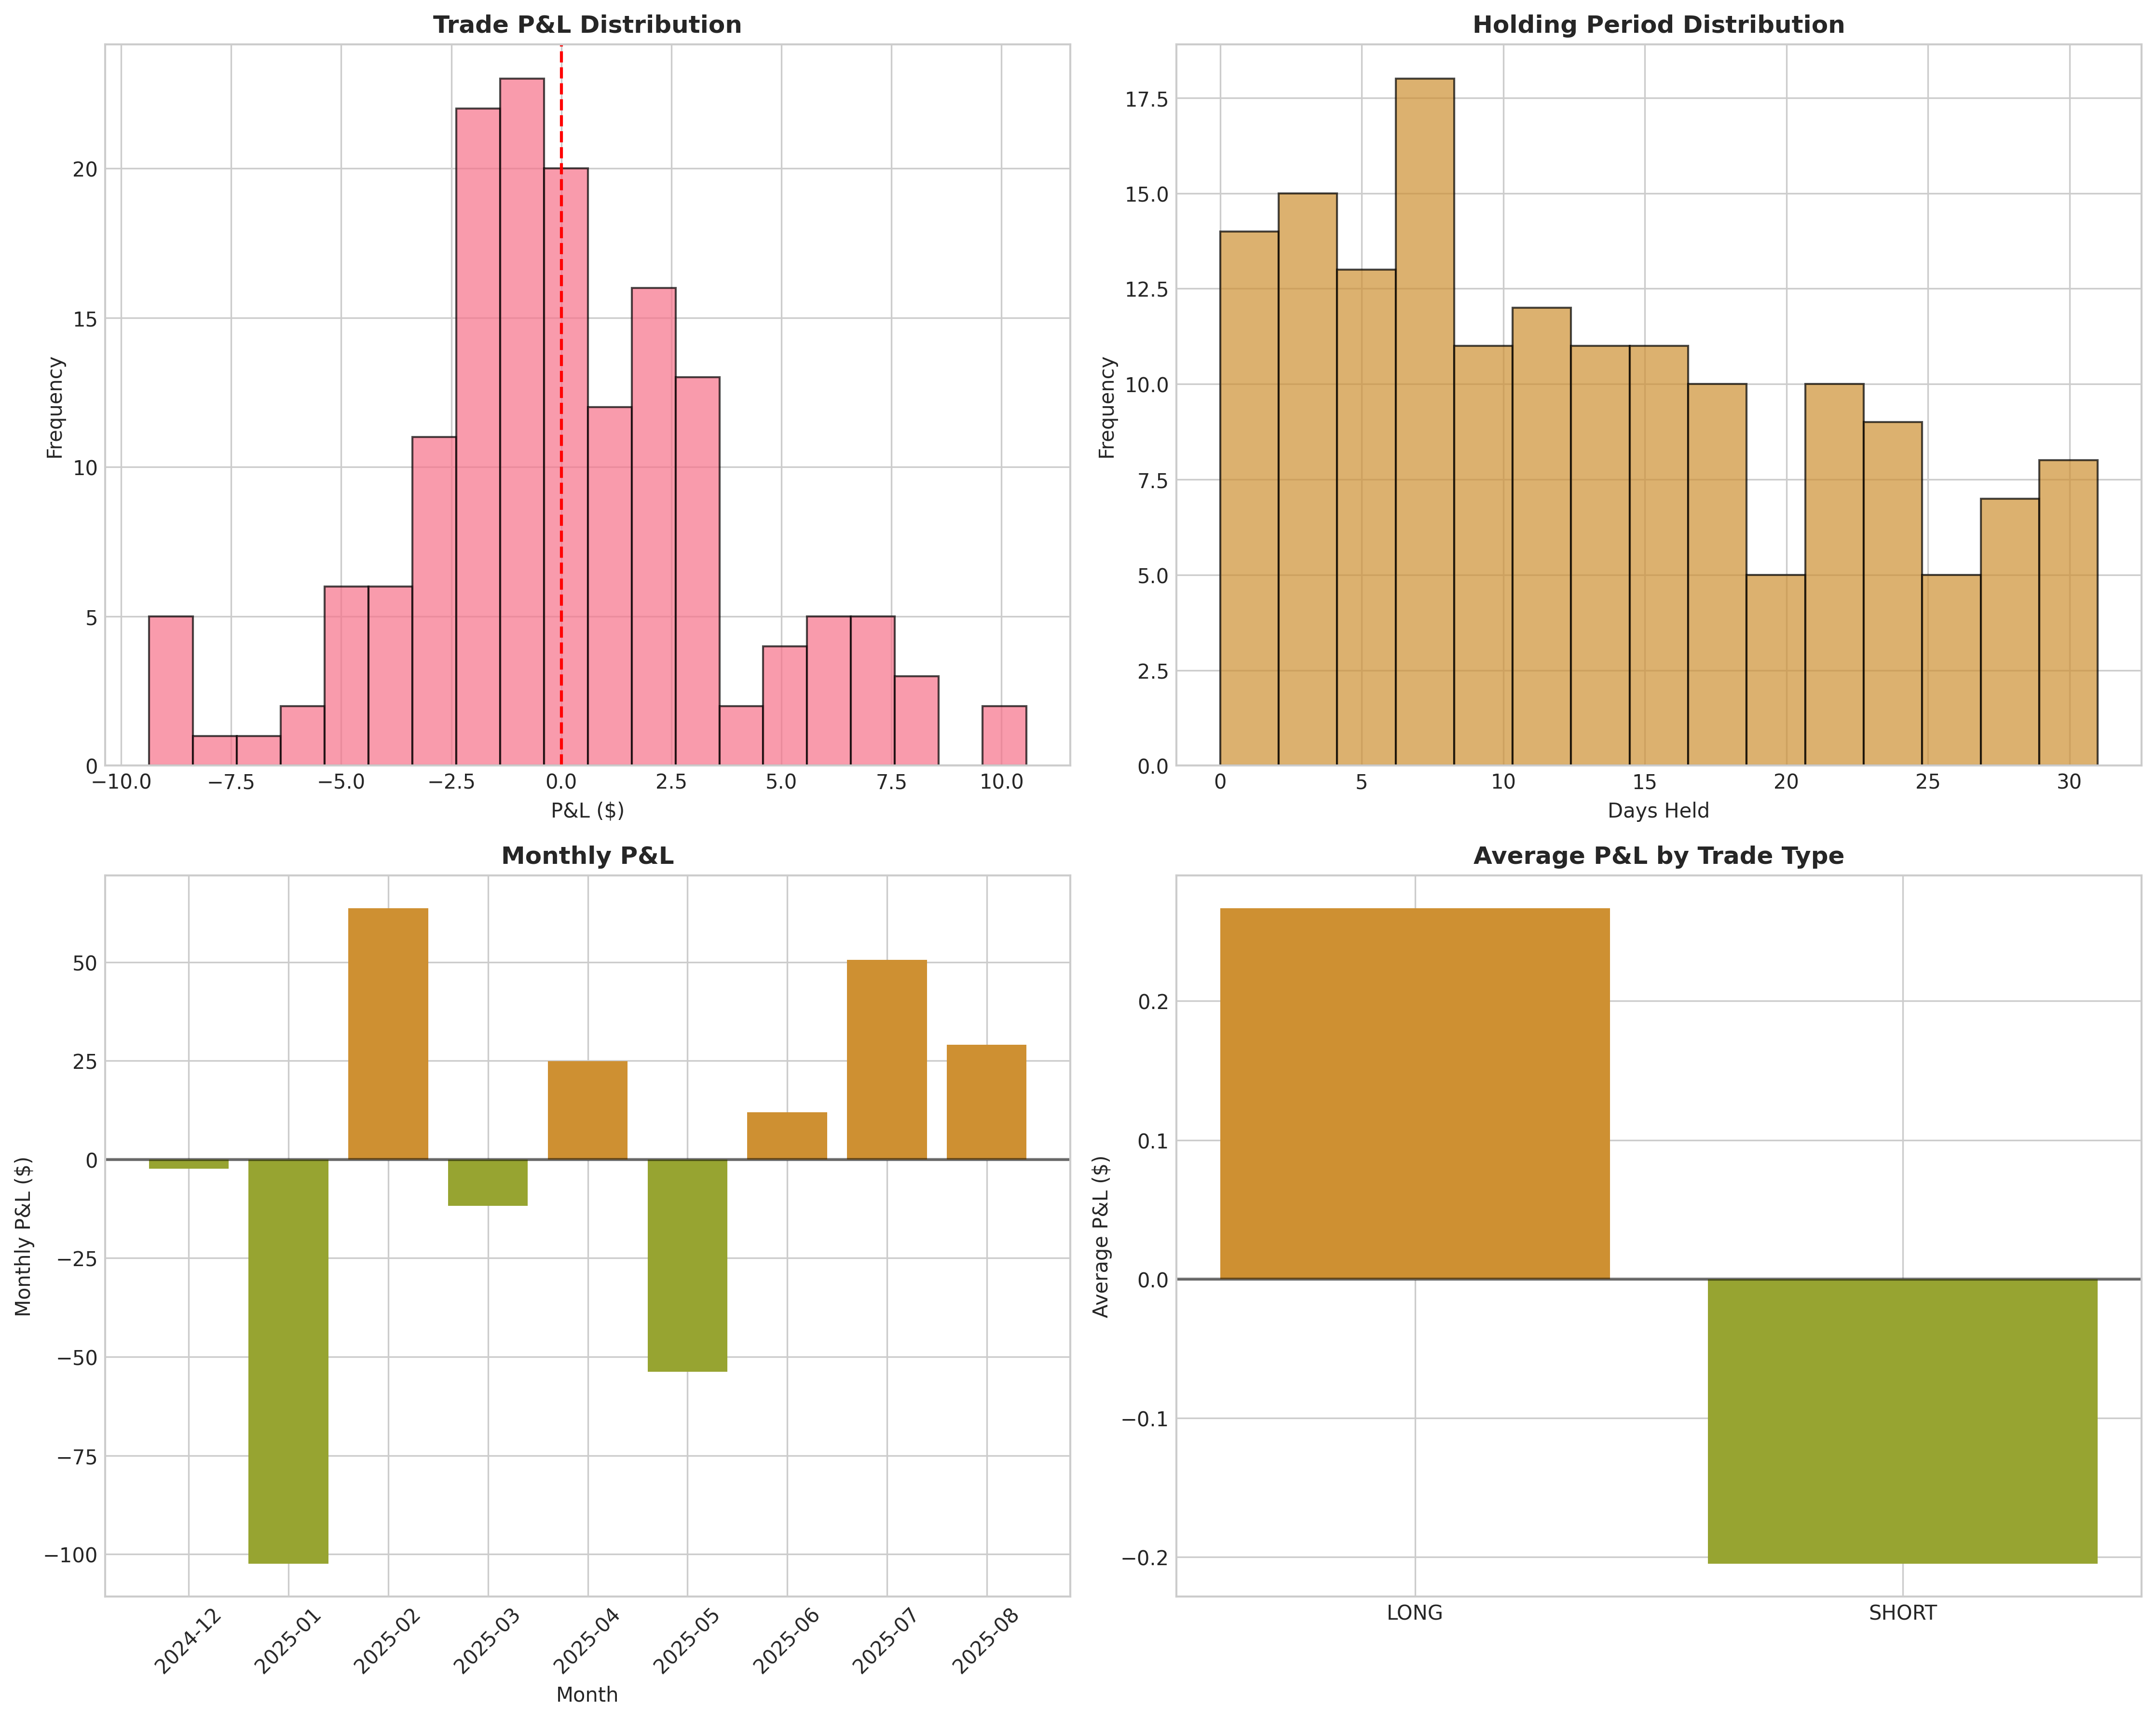 Trade P&L Distribution
Frequency
20
15
10
5
0
−10.0 −7.5 −5.0 −2.5 0.0 2.5 5.0 7.5 10.0
P&L ($)
Holding Period Distribution
Frequency
17.5
15.0
12.5
10.0
7.5
5.0
2.5
0.0
0 5 10 15 20 25 30
Days Held
Monthly P&L
Monthly P&L ($)
50
25
0
−25
−50
−75
−100
2024-12 2025-01 2025-02 2025-03 2025-04 2025-05 2025-06 2025-07 2025-08
Month
Average P&L by Trade Type
Average P&L ($)
0.2
0.1
0.0
−0.1
−0.2
LONG SHORT